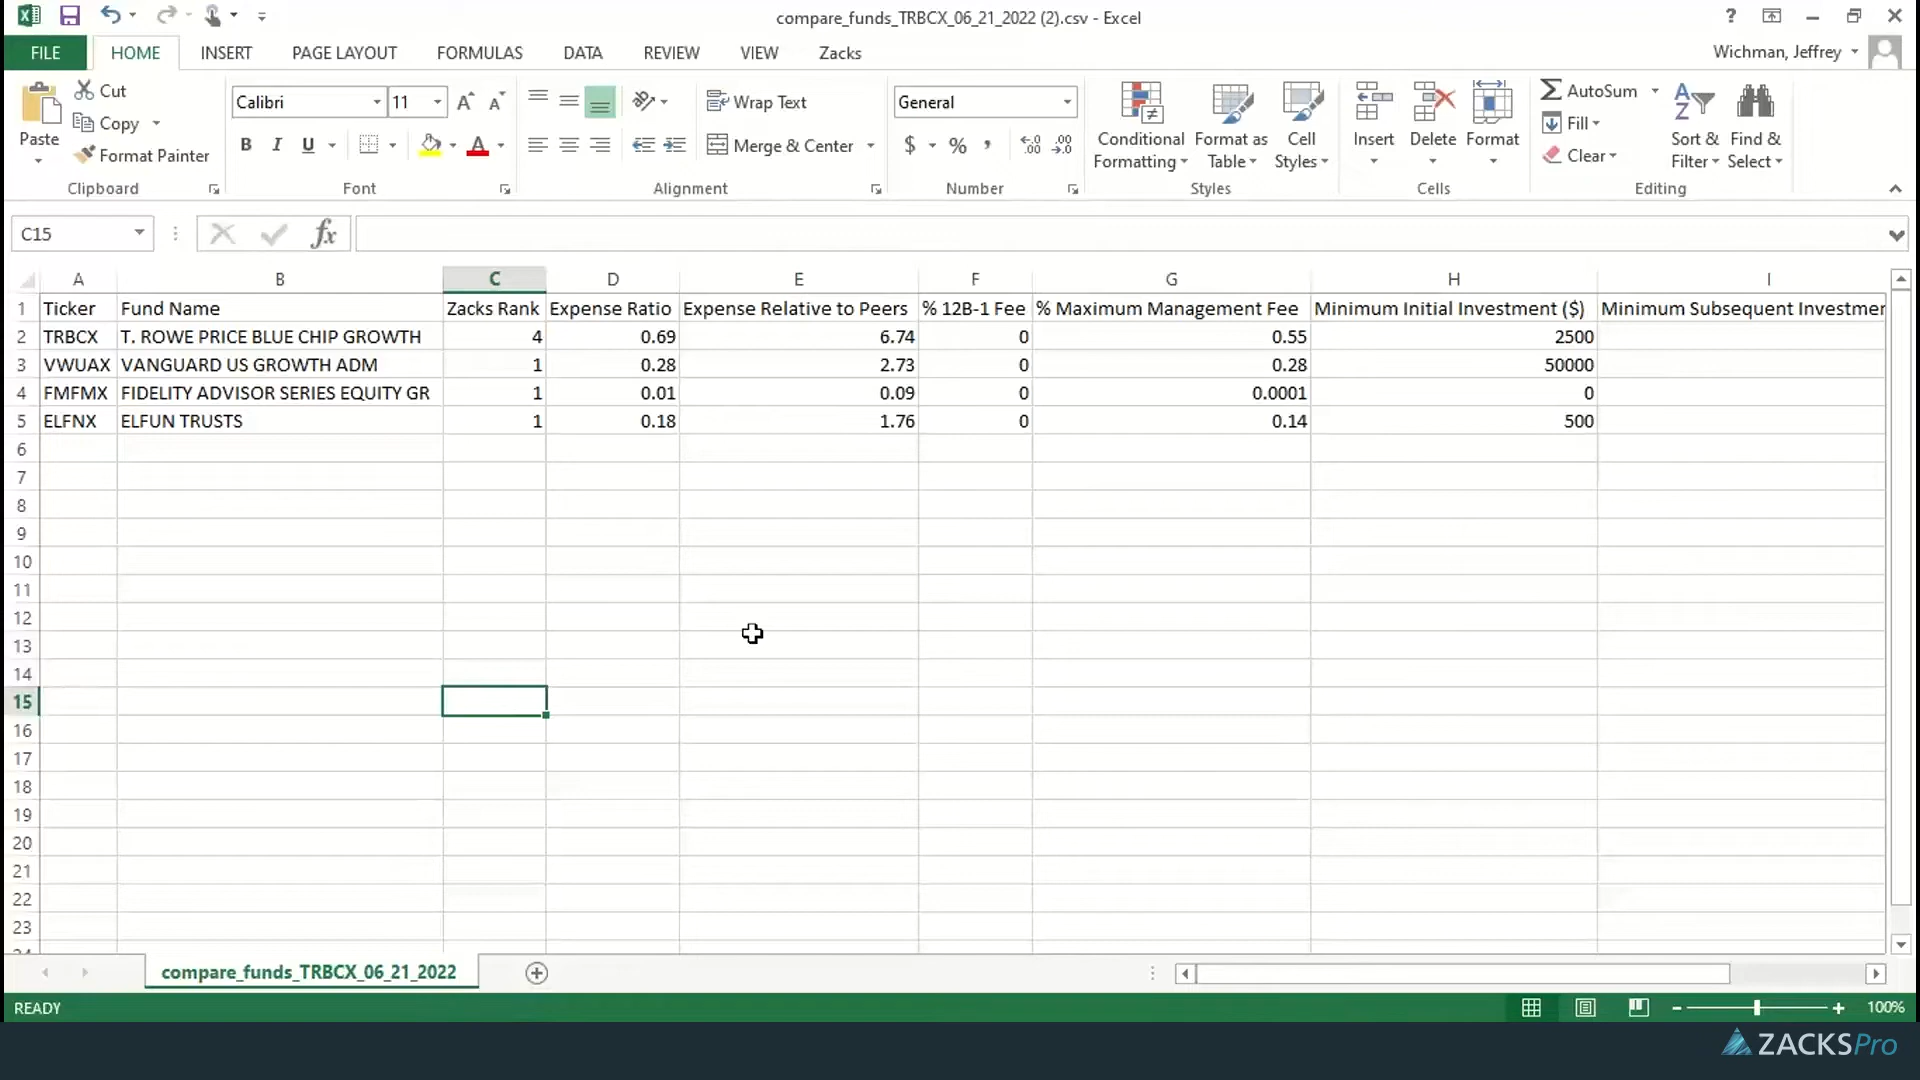 compare_funds_TRBCX_06_21_2022 (2).csv - Excel
?
FILE HOME INSERT PAGE LAYOUT FORMULAS DATA REVIEW VIEW Zacks
Wichman, Jeffrey
Paste
Cut
Copy
Format Painter
Clipboard
Calibri 11
B I U
Font
Wrap Text
Merge & Center
Alignment
General
$ %
Number
Conditional Formatting
Format as Table
Cell Styles
Styles
Insert Delete Format
Cells
AutoSum
Fill
Clear
Sort & Filter
Find & Select
Editing
C15 fx
A B C D E F G H I
1 Ticker Fund Name Zacks Rank Expense Ratio Expense Relative to Peers % 12B-1 Fee % Maximum Management Fee Minimum Initial Investment ($) Minimum Subsequent Investmer
2 TRBCX T. ROWE PRICE BLUE CHIP GROWTH 4 0.69 6.74 0 0.55 2500
3 VWUAX VANGUARD US GROWTH ADM 1 0.28 2.73 0 0.28 50000
4 FMFMX FIDELITY ADVISOR SERIES EQUITY GR 1 0.01 0.09 0 0.0001 0
5 ELFNX ELFUN TRUSTS 1 0.18 1.76 0 0.14 500
6
7
8
9
10
11
12
13
14
15
16
17
18
19
20
21
22
23
compare_funds_TRBCX_06_21_2022
READY
100%
ZACKSPro